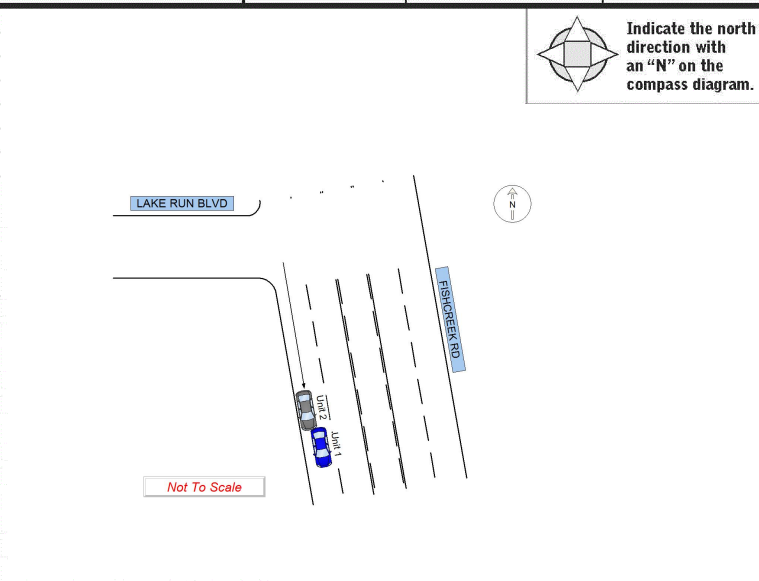 Indicate the north
direction with
an “N” on the
compass diagram.
LAKE RUN BLVD
N
FISHCREEK RD
Unit 2
Unit 1
Not To Scale